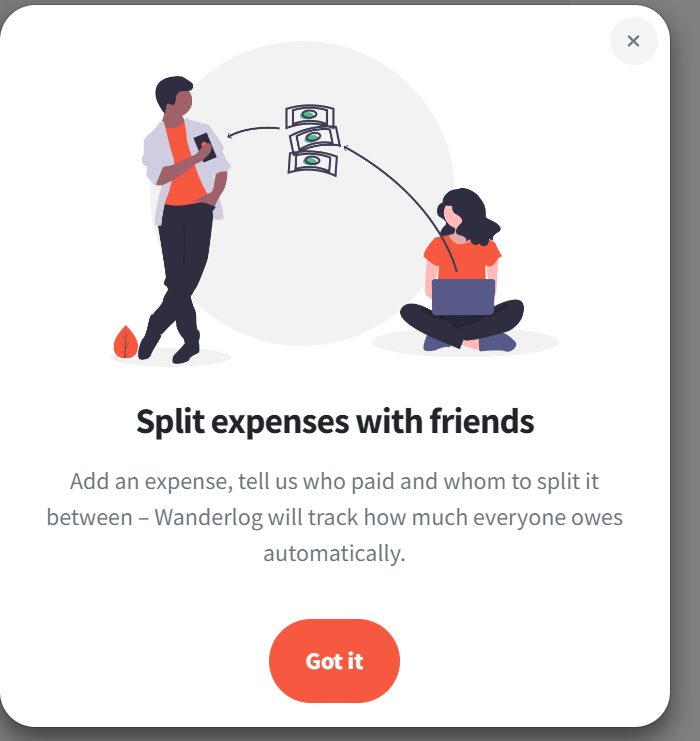 Split expenses with friends
Add an expense, tell us who paid and whom to split it
between – Wanderlog will track how much everyone owes
automatically.
Got it